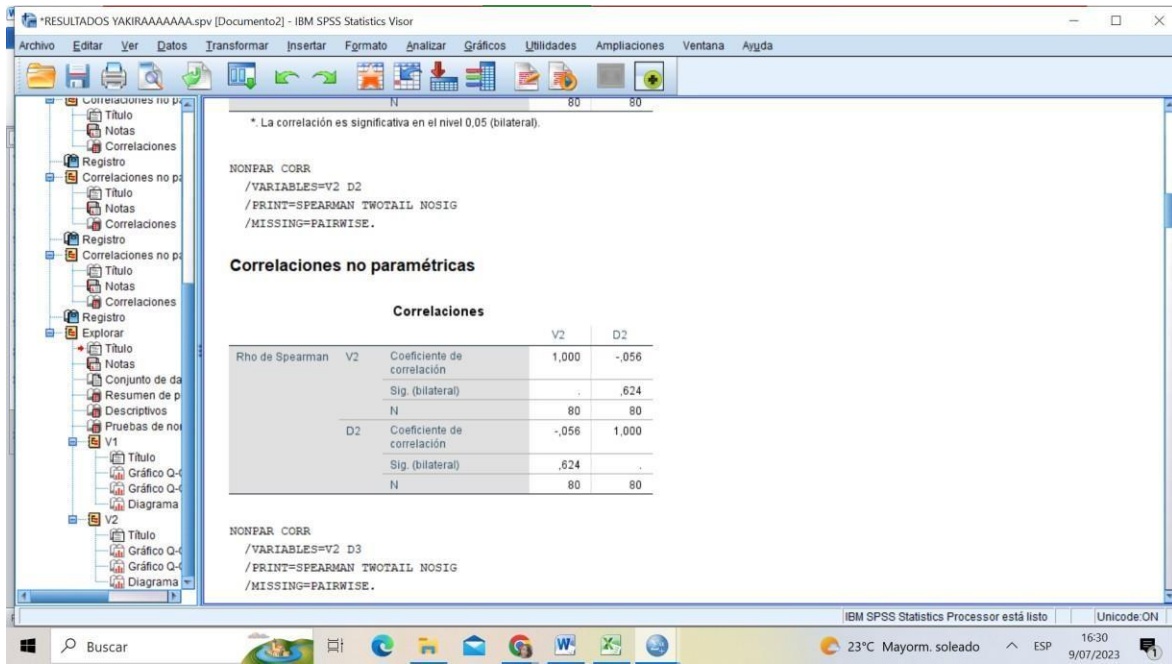 *RESULTADOS YAKIRAAAAAAA.spv [Documento2] - IBM SPSS Statistics Visor
Archivo Editar Ver Datos Transformar Insertar Formato Analizar Gráficos Utilidades Ampliaciones Ventana Ayuda
Correlaciones no pa
Título
Notas
Correlaciones
Registro
Correlaciones no pa
Título
Notas
Correlaciones
Registro
Correlaciones no pa
Título
Notas
Correlaciones
Registro
Explorar
Título
Notas
Conjunto de da
Resumen de p
Descriptivos
Pruebas de nor
V1
Título
Gráfico Q-
Gráfico Q-
Diagrama
V2
Título
Gráfico Q-
Gráfico Q-
Diagrama
N 80 80
*. La correlación es significativa en el nivel 0,05 (bilateral).
NONPAR CORR
/VARIABLES=V2 D2
/PRINT=SPEARMAN TWOTAIL NOSIG
/MISSING=PAIRWISE.
Correlaciones no paramétricas
Correlaciones
V2 D2
Rho de Spearman V2 Coeficiente de 1,000 -,056
correlación
Sig. (bilateral) . ,624
N 80 80
D2 Coeficiente de -,056 1,000
correlación
Sig. (bilateral) ,624 .
N 80 80
NONPAR CORR
/VARIABLES=V2 D3
/PRINT=SPEARMAN TWOTAIL NOSIG
/MISSING=PAIRWISE.
IBM SPSS Statistics Processor está listo Unicode:ON
Buscar 23°C Mayorm. soleado ESP 16:30
9/07/2023